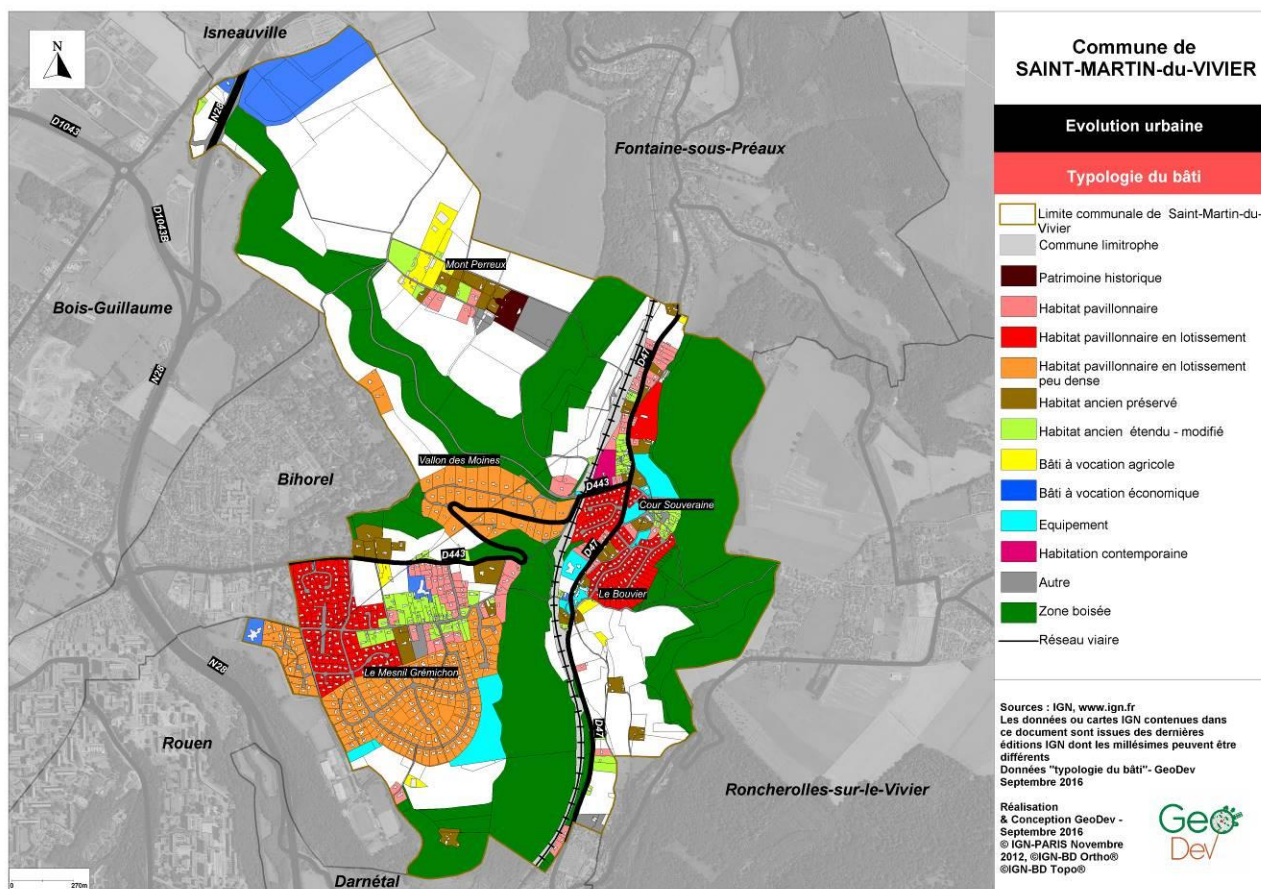 Isneauville
N
N28
D1043
D1043B
Fontaine-sous-Préaux
Mont Perreux
Bois-Guillaume
N28
D47
Vallon des Moines
Bihorel
D443
Cour Souveraine
D443
D47
Le Bouvier
Le Mesnil Grémichon
N28
Rouen
D47
Roncherolles-sur-le-Vivier
Darnétal
0 270m
Commune de
SAINT-MARTIN-du-VIVIER
Evolution urbaine
Typologie du bâti
Limite communale de Saint-Martin-du-
Vivier
Commune limitrophe
Patrimoine historique
Habitat pavillonnaire
Habitat pavillonnaire en lotissement
Habitat pavillonnaire en lotissement
peu dense
Habitat ancien préservé
Habitat ancien étendu - modifié
Bâti à vocation agricole
Bâti à vocation économique
Equipement
Habitation contemporaine
Autre
Zone boisée
Réseau viaire
Sources : IGN, www.ign.fr
Les données ou cartes IGN contenues dans
ce document sont issues des dernières
éditions IGN dont les millésimes peuvent être
différents
Données "typologie du bâti"- GeoDev
Septembre 2016
Réalisation
& Conception GeoDev -
Septembre 2016
© IGN-PARIS Novembre
2012, ©IGN-BD Ortho®
©IGN-BD Topo®
Geo
Dev